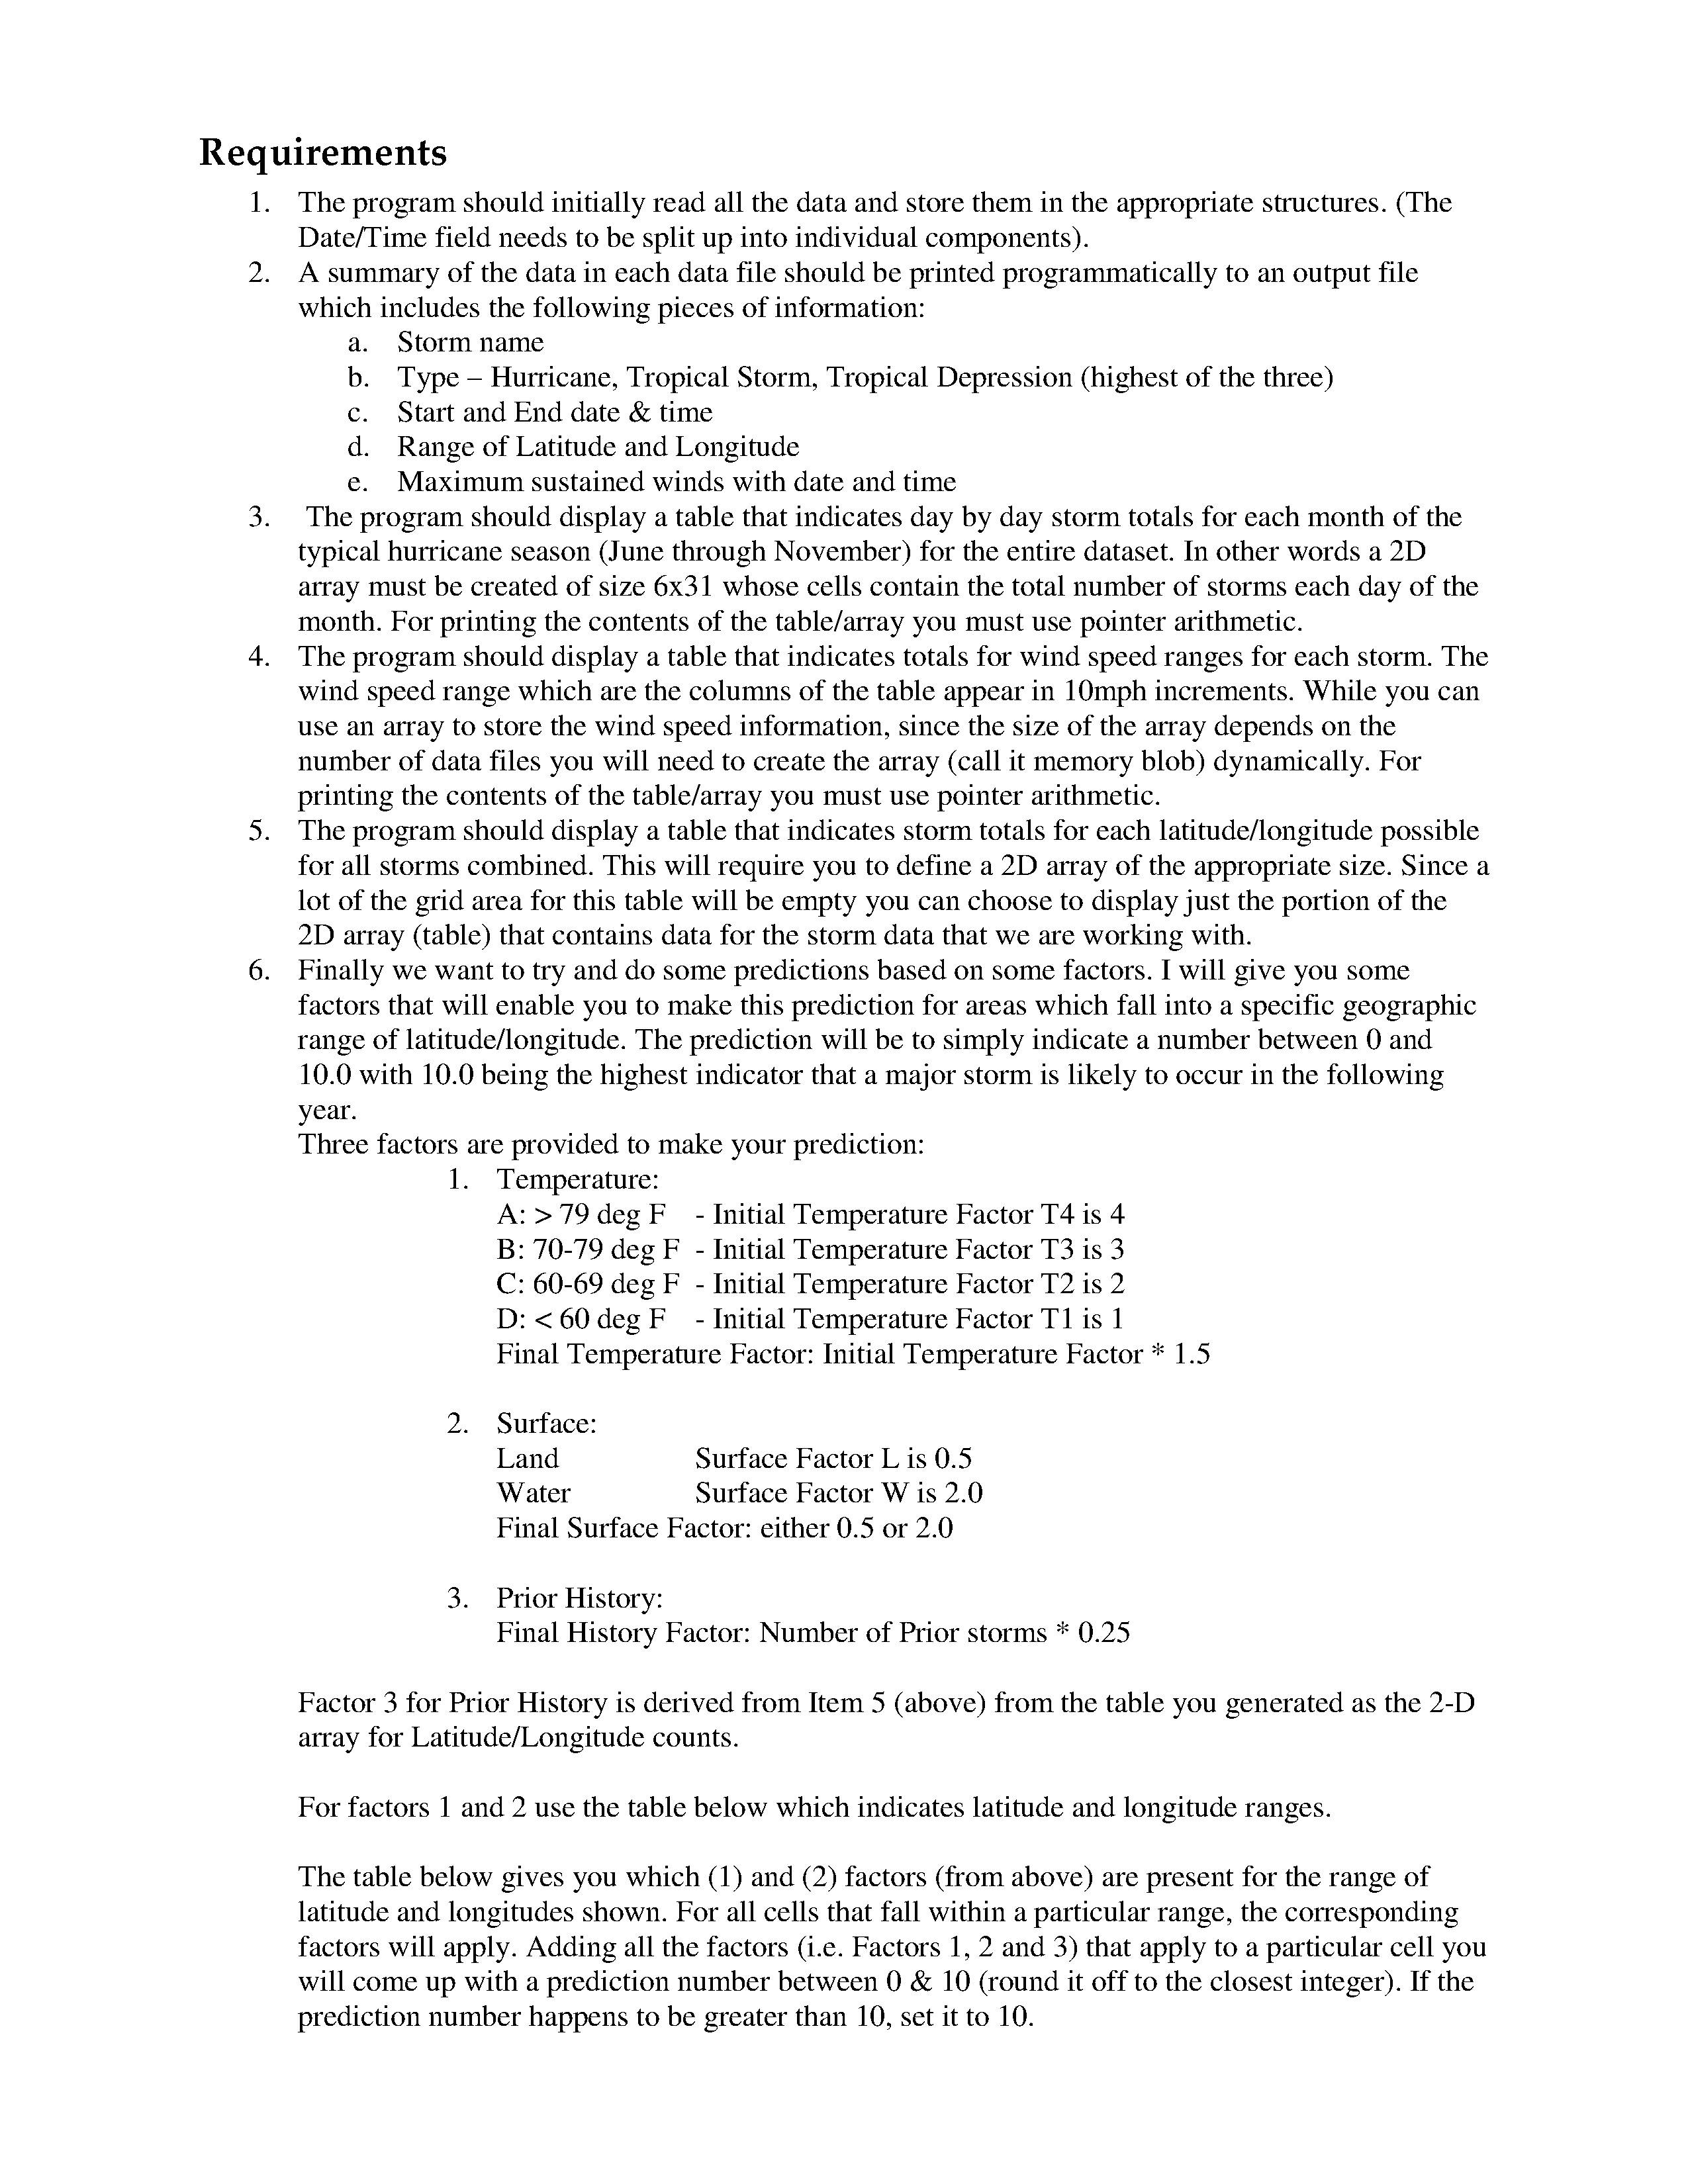 Requirements
1. The program should initially read all the data and store them in the appropriate structures. (The
Date/Time field needs to be split up into individual components).
2. A summary of the data in each data file should be printed programmatically to an output file
which includes the following pieces of information:
a. Storm name
b. Type – Hurricane, Tropical Storm, Tropical Depression (highest of the three)
c. Start and End date & time
d. Range of Latitude and Longitude
e. Maximum sustained winds with date and time
3. The program should display a table that indicates day by day storm totals for each month of the
typical hurricane season (June through November) for the entire dataset. In other words a 2D
array must be created of size 6x31 whose cells contain the total number of storms each day of the
month. For printing the contents of the table/array you must use pointer arithmetic.
4. The program should display a table that indicates totals for wind speed ranges for each storm. The
wind speed range which are the columns of the table appear in 10mph increments. While you can
use an array to store the wind speed information, since the size of the array depends on the
number of data files you will need to create the array (call it memory blob) dynamically. For
printing the contents of the table/array you must use pointer arithmetic.
5. The program should display a table that indicates storm totals for each latitude/longitude possible
for all storms combined. This will require you to define a 2D array of the appropriate size. Since a
lot of the grid area for this table will be empty you can choose to display just the portion of the
2D array (table) that contains data for the storm data that we are working with.
6. Finally we want to try and do some predictions based on some factors. I will give you some
factors that will enable you to make this prediction for areas which fall into a specific geographic
range of latitude/longitude. The prediction will be to simply indicate a number between 0 and
10.0 with 10.0 being the highest indicator that a major storm is likely to occur in the following
year.
Three factors are provided to make your prediction:
1. Temperature:
A: > 79 deg F - Initial Temperature Factor T4 is 4
B: 70-79 deg F - Initial Temperature Factor T3 is 3
C: 60-69 deg F - Initial Temperature Factor T2 is 2
D: < 60 deg F - Initial Temperature Factor T1 is 1
Final Temperature Factor: Initial Temperature Factor * 1.5
2. Surface:
Land Surface Factor L is 0.5
Water Surface Factor W is 2.0
Final Surface Factor: either 0.5 or 2.0
3. Prior History:
Final History Factor: Number of Prior storms * 0.25
Factor 3 for Prior History is derived from Item 5 (above) from the table you generated as the 2-D
array for Latitude/Longitude counts.
For factors 1 and 2 use the table below which indicates latitude and longitude ranges.
The table below gives you which (1) and (2) factors (from above) are present for the range of
latitude and longitudes shown. For all cells that fall within a particular range, the corresponding
factors will apply. Adding all the factors (i.e. Factors 1, 2 and 3) that apply to a particular cell you
will come up with a prediction number between 0 & 10 (round it off to the closest integer). If the
prediction number happens to be greater than 10, set it to 10.